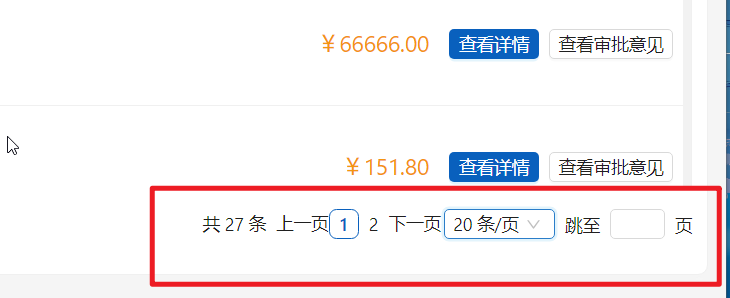 ¥66666.00 查看详情 查看审批意见
¥151.80 查看详情 查看审批意见
共 27 条 上一页 1 2 下一页 20 条/页 跳至 页